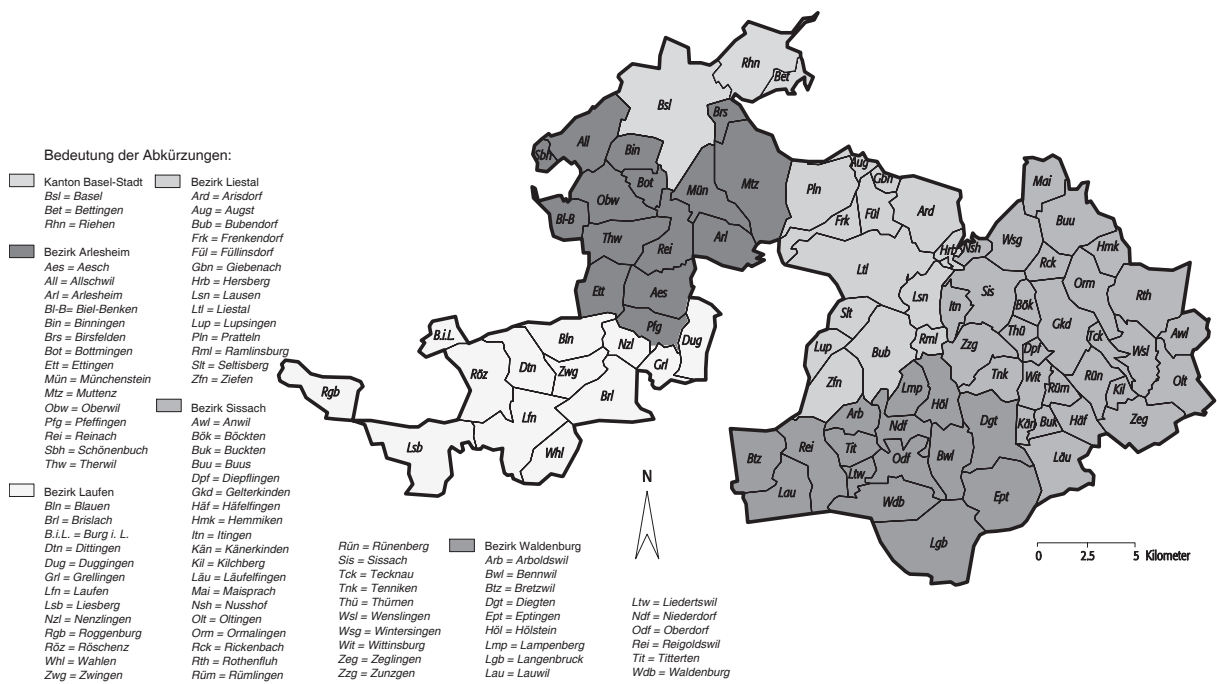 Bedeutung der Abkürzungen:
Kanton Basel-Stadt
Bsl = Basel
Bet = Bettingen
Rhn = Riehen
Bezirk Arlesheim
Aes = Aesch
All = Allschwil
Arl = Arlesheim
Bl-B= Biel-Benken
Bin = Binningen
Brs = Birsfelden
Bot = Bottmingen
Ett = Ettingen
Mün = Münchenstein
Mtz = Muttenz
Obw = Oberwil
Pfg = Pfeffingen
Rei = Reinach
Sbh = Schönenbuch
Thw = Therwil
Bezirk Laufen
Bln = Blauen
Brl = Brislach
B.i.L. = Burg i. L.
Dtn = Dittingen
Dug = Duggingen
Grl = Grellingen
Lfn = Laufen
Lsb = Liesberg
Nzl = Nenzlingen
Rgb = Roggenburg
Röz = Röschenz
Whl = Wahlen
Zwg = Zwingen
Bezirk Liestal
Ard = Arisdorf
Aug = Augst
Bub = Bubendorf
Frk = Frenkendorf
Fül = Füllinsdorf
Gbn = Giebenach
Hrb = Hersberg
Lsn = Lausen
Ltl = Liestal
Lup = Lupsingen
Pln = Pratteln
Rml = Ramlinsburg
Slt = Seltisberg
Zfn = Ziefen
Bezirk Sissach
Awl = Anwil
Bök = Böckten
Buk = Buckten
Buu = Buus
Dpf = Diepflingen
Gkd = Gelterkinden
Häf = Häfelfingen
Hmk = Hemmiken
Itn = Itingen
Kän = Känerkinden
Kil = Kilchberg
Läu = Läufelfingen
Mai = Maisprach
Nsh = Nusshof
Olt = Oltingen
Orm = Ormalingen
Rck = Rickenbach
Rth = Rothenfluh
Rüm = Rümlingen
Rün = Rünenberg
Sis = Sissach
Tck = Tecknau
Tnk = Tenniken
Thü = Thürnen
Wsl = Wenslingen
Wsg = Wintersingen
Wit = Wittinsburg
Zeg = Zeglingen
Zzg = Zunzgen
Bezirk Waldenburg
Arb = Arboldswil
Bwl = Bennwil
Btz = Bretzwil
Dgt = Diegten
Ept = Eptingen
Höl = Hölstein
Lmp = Lampenberg
Lgb = Langenbruck
Lau = Lauwil
Ltw = Liedertswil
Ndf = Niederdorf
Odf = Oberdorf
Rei = Reigoldswil
Tit = Titterten
Wdb = Waldenburg
Rhn
Bet
Bsl
Brs
All
Sbh
Bin
Bot
Mün
Mtz
Obw
Bl-B
Thw
Rei
Arl
Ett
Aes
Pfg
Dug
B.i.L
Bln
Nzl
Grl
Röz
Dtn
Zwg
Brl
Rgb
Lfn
Lsb
Whl
Aug
Gbn
Pln
Frk
Fül
Ard
Hrb
Nsh
Ltl
Lsn
Itn
Slt
Lup
Bub
Rml
Zfn
Mai
Buu
Wsg
Hmk
Rck
Sis
Orm
Rth
Bök
Gkd
Thü
Tck
Awl
Zzg
Dpf
Wsl
Tnk
Wit
Rüm
Rün
Kil
Olt
Kän
Buk
Häf
Zeg
Läu
Lmp
Höl
Arb
Ndf
Dgt
Btz
Rei
Tit
Odf
Bwl
Ltw
Lau
Wdb
Ept
Lgb
N
0 2.5 5 Kilometer